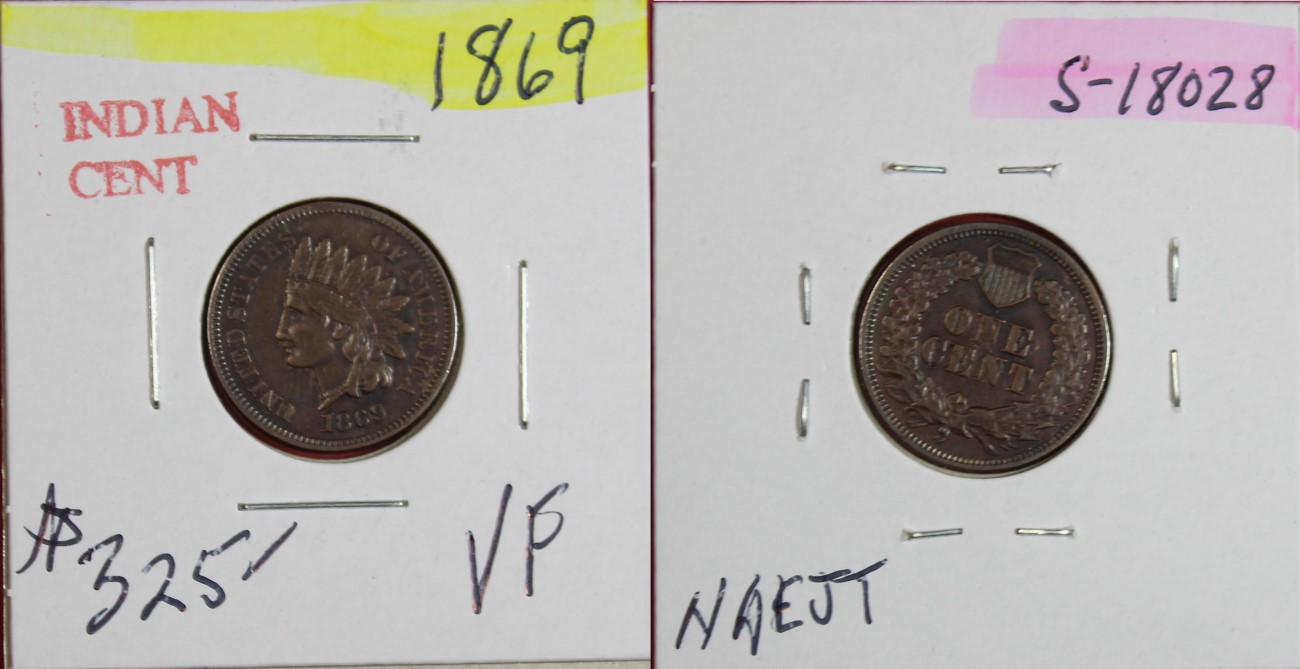 1869
INDIAN
CENT
UNITED STATES OF AMERICA
1869
$325/
VF
S-18028
ONE
CENT
NAEJT